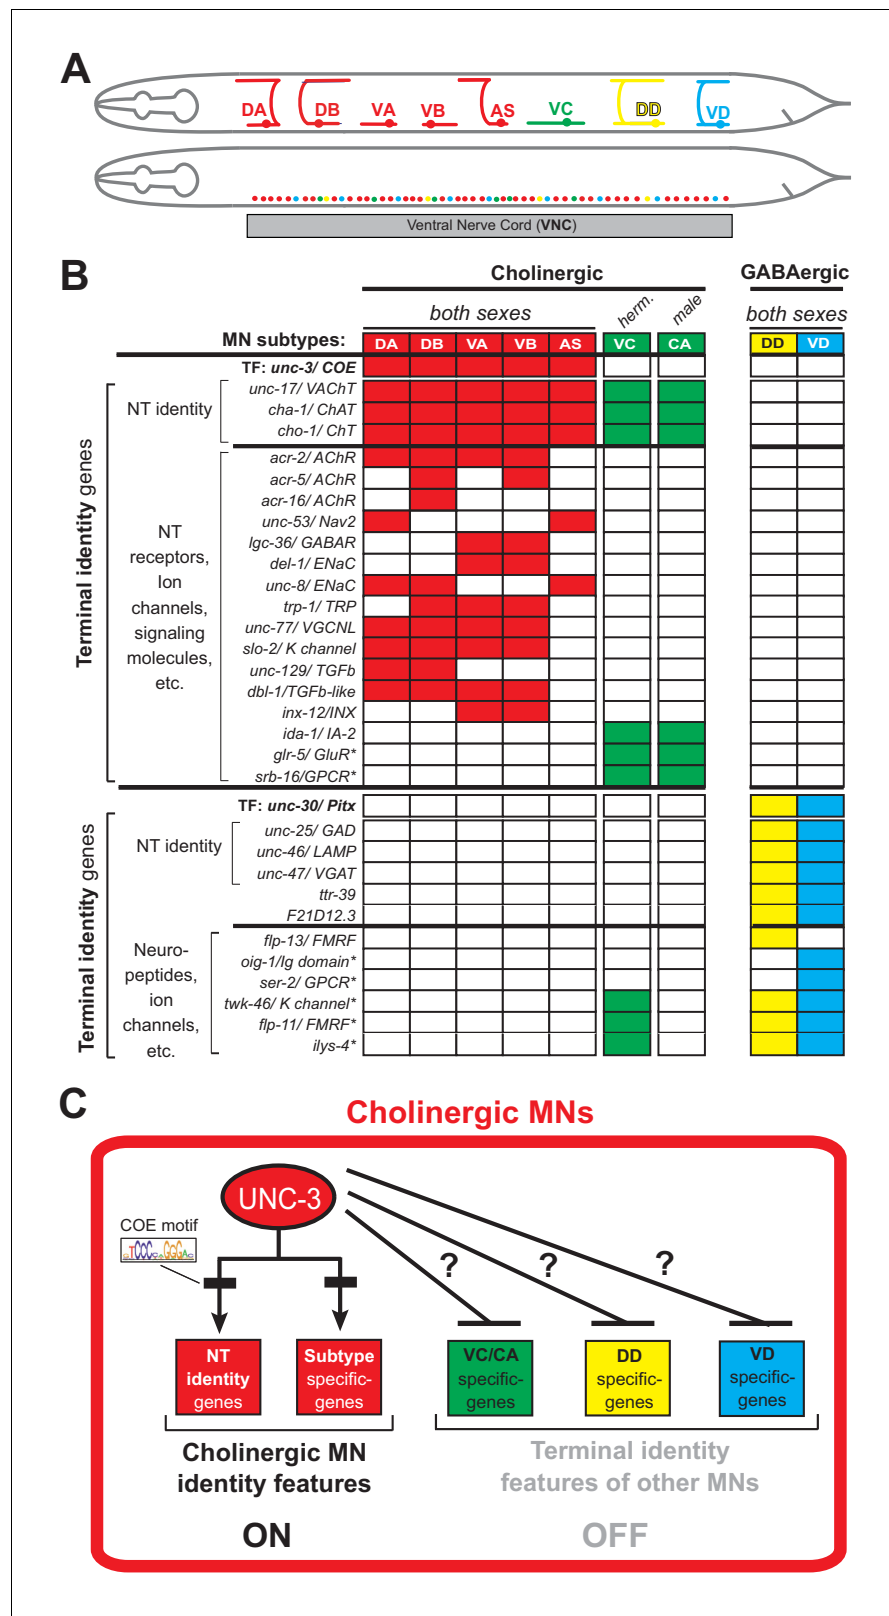 A
DA DB VA VB AS VC DD VD
Ventral Nerve Cord (VNC)
B
Cholinergic GABAergic
both sexes herm. male both sexes
MN subtypes: DA DB VA VB AS VC CA DD VD
TF: unc-3/ COE
Terminal identity genes
NT identity
unc-17/ VAChT
cha-1/ ChAT
cho-1/ ChT
NT
receptors,
Ion
channels,
signaling
molecules,
etc.
acr-2/ AChR
acr-5/ AChR
acr-16/ AChR
unc-53/ Nav2
lgc-36/ GABAR
del-1/ ENaC
unc-8/ ENaC
trp-1/ TRP
unc-77/ VGCNL
slo-2/ K channel
unc-129/ TGFb
dbl-1/TGFb-like
inx-12/INX
ida-1/ IA-2
glr-5/ GluR*
srb-16/GPCR*
TF: unc-30/ Pitx
Terminal identity genes
NT identity
unc-25/ GAD
unc-46/ LAMP
unc-47/ VGAT
ttr-39
F21D12.3
Neuro-
peptides,
ion
channels,
etc.
flp-13/ FMRF
oig-1/Ig domain*
ser-2/ GPCR*
twk-46/ K channel*
flp-11/ FMRF*
ilys-4*
C
Cholinergic MNs
UNC-3
COE motif
? ? ?
NT
identity
genes
Subtype
specific-
genes
VC/CA
specific-
genes
DD
specific-
genes
VD
specific-
genes
Cholinergic MN
identity features
Terminal identity
features of other MNs
ON OFF